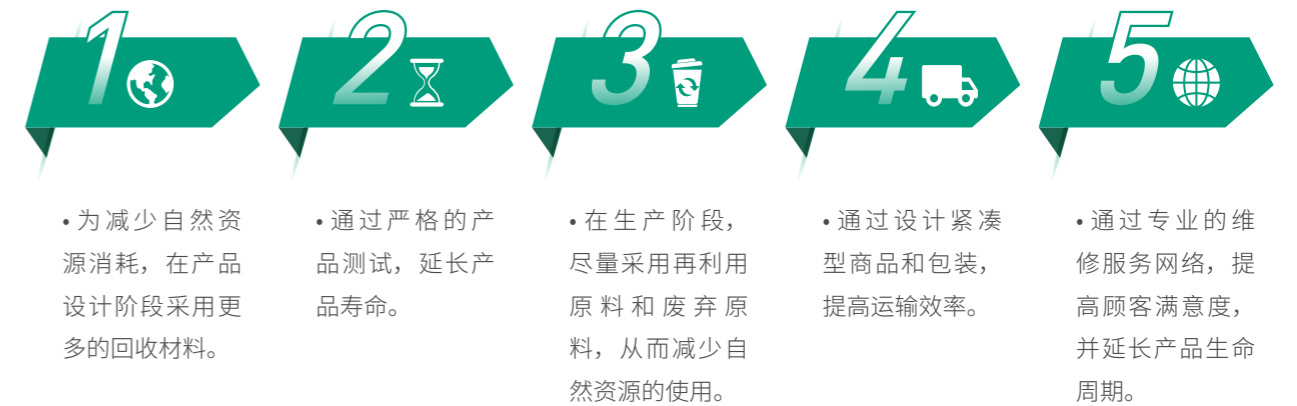 1
2
3
4
5
• 为减少自然资
源消耗，在产品
设计阶段采用更
多的回收材料。
• 通过严格的产
品测试，延长产
品寿命。
• 在生产阶段，
尽量采用再利用
原料和废弃原
料，从而减少自
然资源的使用。
• 通过设计紧凑
型商品和包装，
提高运输效率。
• 通过专业的维
修服务网络，提
高顾客满意度，
并延长产品生命
周期。